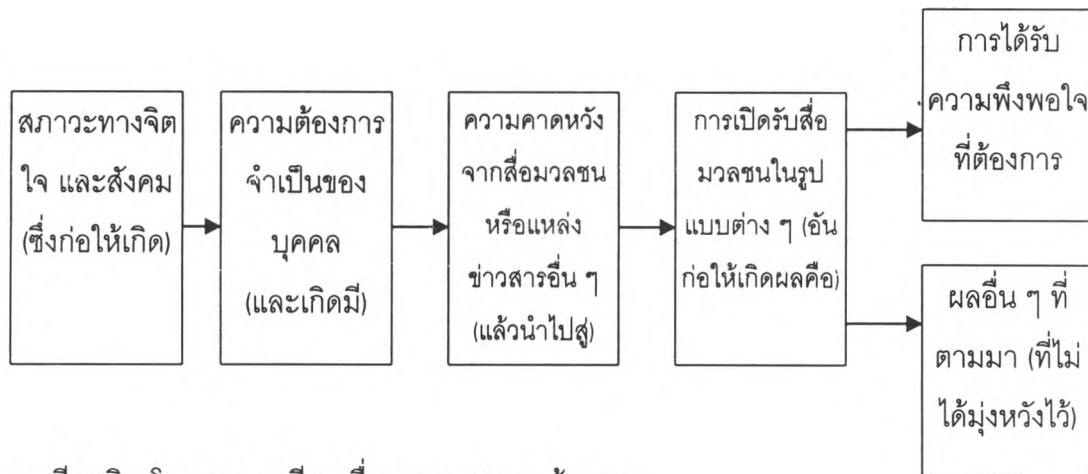 สภาวะทางจิต
ใจ และสังคม
(ซึ่งก่อให้เกิด)
ความต้องการ
จำเป็นของ
บุคคล
(และเกิดมี)
ความคาดหวัง
จากสื่อมวลชน
หรือแหล่ง
ข่าวสารอื่น ๆ
(แล้วนำไปสู่)
การเปิดรับสื่อ
มวลชนในรูป
แบบต่าง ๆ (อัน
ก่อให้เกิดผลคือ)
การได้รับ
ความพึงพอใจ
ที่ต้องการ
ผลอื่น ๆ ที่
ตามมา (ที่ไม่
ได้มุ่งหวังไว้)